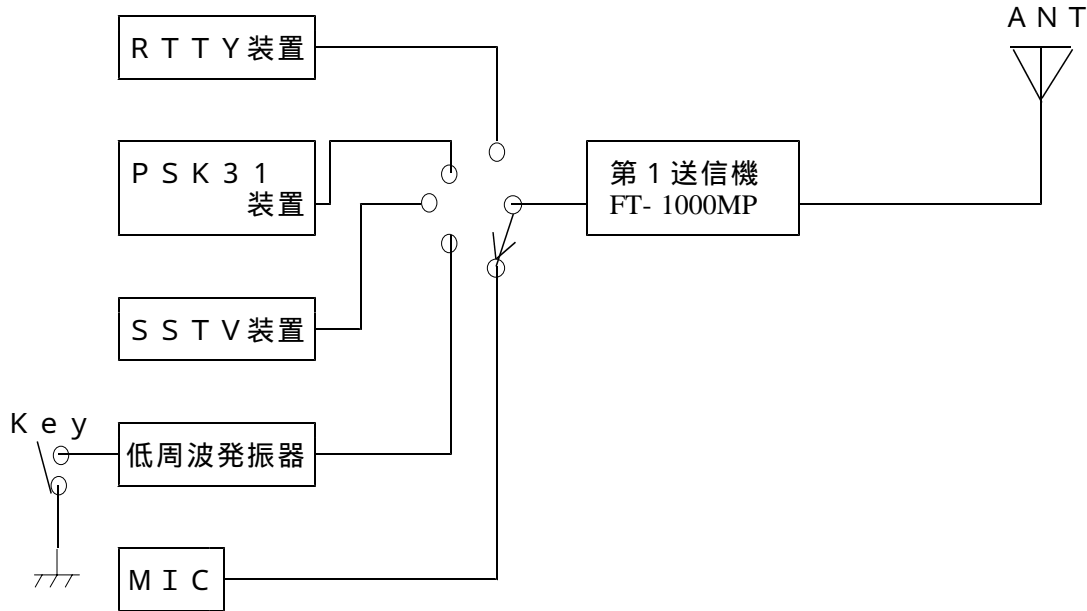 ANT
RTTY装置
PSK31
装置
第1送信機
FT- 1000MP
SSTV装置
Key
低周波発振器
MIC